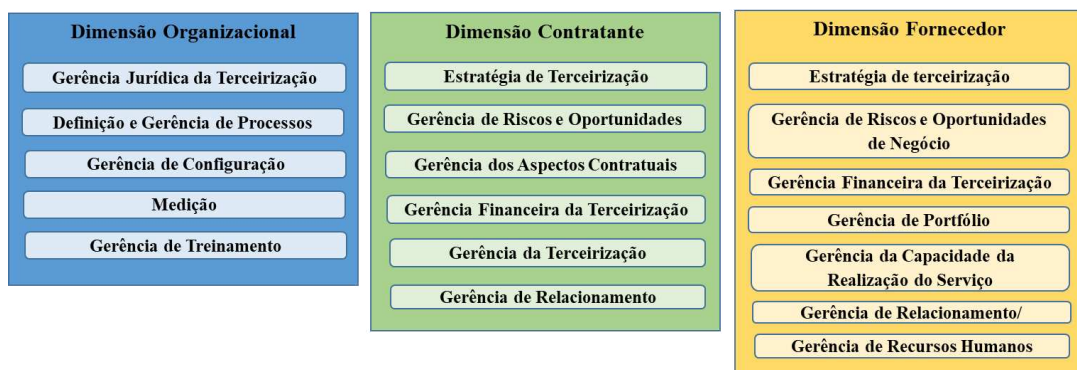 Dimensão Organizacional
Gerência Jurídica da Terceirização
Definição e Gerência de Processos
Gerência de Configuração
Medição
Gerência de Treinamento
Dimensão Contratante
Estratégia de Terceirização
Gerência de Riscos e Oportunidades
Gerência dos Aspectos Contratuais
Gerência Financeira da Terceirização
Gerência da Terceirização
Gerência de Relacionamento
Dimensão Fornecedor
Estratégia de terceirização
Gerência de Riscos e Oportunidades
de Negócio
Gerência Financeira da Terceirização
Gerência de Portfólio
Gerência da Capacidade da
Realização do Serviço
Gerência de Relacionamento/
Gerência de Recursos Humanos